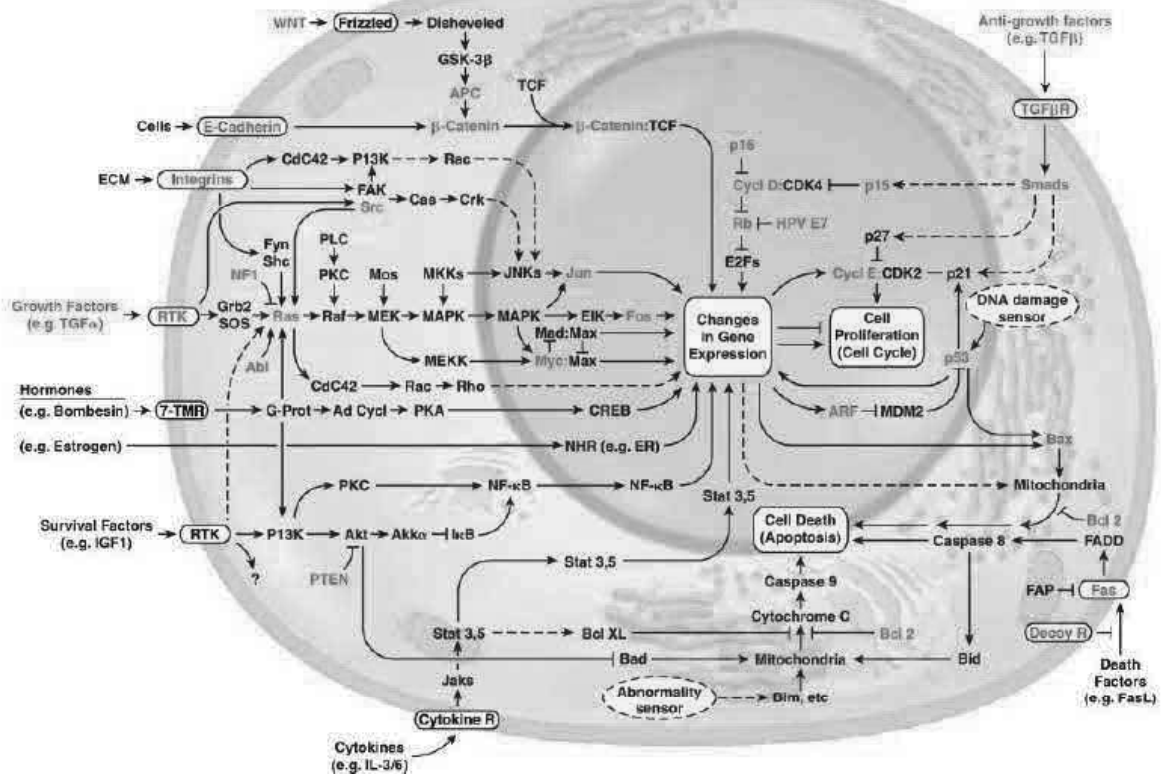 WNT
Frizzled
Disheveled
GSK-3β
APC
TCF
Cells
E-Cadherin
β-Catenin
β-Catenin:TCF
Anti-growth factors
(e.g. TGFβ)
TGFβR
CdC42
P13K
Rac
ECM
Integrins
FAK
Src
Cas
Crk
p16
Cycl D:CDK4
p15
Smads
Rb
HPV E7
E2Fs
p27
Cycl E:CDK2
p21
Fyn
Shc
PLC
NF1
PKC
Mos
MKKs
JNKs
Jun
Growth Factors
(e.g. TGFα)
RTK
Grb2
SOS
Ras
Raf
MEK
MAPK
MAPK
ElK
Fos
Mad:Max
Abl
MEKK
Myc:Max
Changes
in Gene
Expression
Cell
Proliferation
(Cell Cycle)
DNA damage
sensor
p53
CdC42
Rac
Rho
Hormones
(e.g. Bombesin)
7-TMR
G-Prot
Ad Cycl
PKA
CREB
ARF
MDM2
(e.g. Estrogen)
NHR (e.g. ER)
Bax
PKC
NF-κB
NF-κB
Stat 3,5
Mitochondria
Survival Factors
(e.g. IGF1)
RTK
P13K
Akt
Akkα
IκB
Cell Death
(Apoptosis)
Bcl 2
Caspase 8
FADD
?
PTEN
Stat 3,5
Caspase 9
FAP
Fas
Cytochrome C
Stat 3,5
Bcl XL
Bcl 2
Decoy R
Bad
Mitochondria
Bid
Jaks
Abnormality
sensor
Bim, etc
Death
Factors
(e.g. FasL)
Cytokine R
Cytokines
(e.g. IL-3/6)